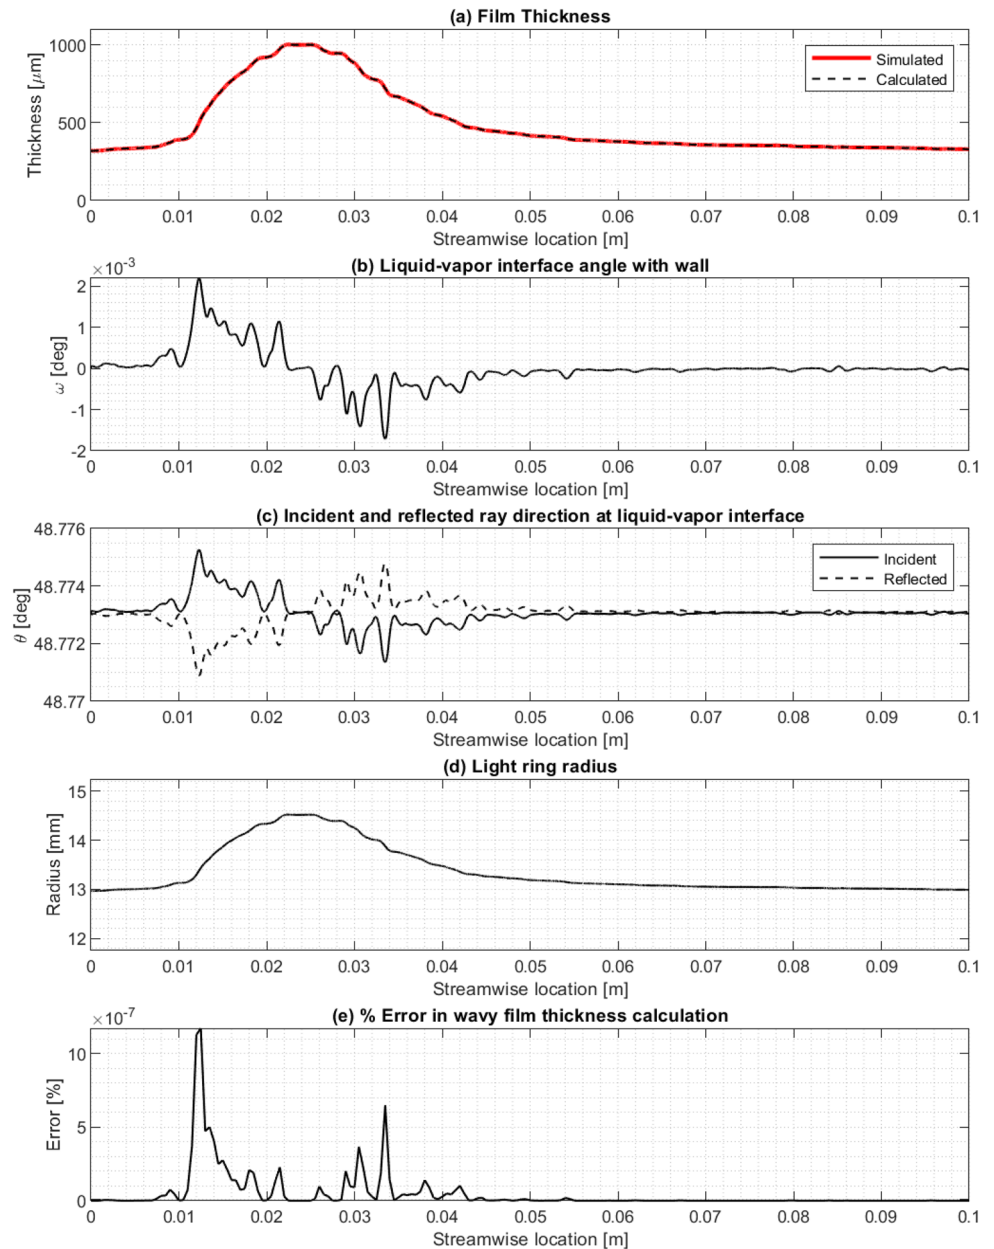 (a) Film Thickness
Thickness [μm]
1000
500
0
Simulated
Calculated
0 0.01 0.02 0.03 0.04 0.05 0.06 0.07 0.08 0.09 0.1
Streamwise location [m]
×10⁻³
(b) Liquid-vapor interface angle with wall
ω [deg]
2
1
0
-1
-2
0 0.01 0.02 0.03 0.04 0.05 0.06 0.07 0.08 0.09 0.1
Streamwise location [m]
(c) Incident and reflected ray direction at liquid-vapor interface
θ [deg]
48.776
48.774
48.772
48.77
Incident
Reflected
0 0.01 0.02 0.03 0.04 0.05 0.06 0.07 0.08 0.09 0.1
Streamwise location [m]
(d) Light ring radius
Radius [mm]
15
14
13
12
0 0.01 0.02 0.03 0.04 0.05 0.06 0.07 0.08 0.09 0.1
Streamwise location [m]
×10⁻⁷
(e) % Error in wavy film thickness calculation
Error [%]
10
5
0
0 0.01 0.02 0.03 0.04 0.05 0.06 0.07 0.08 0.09 0.1
Streamwise location [m]